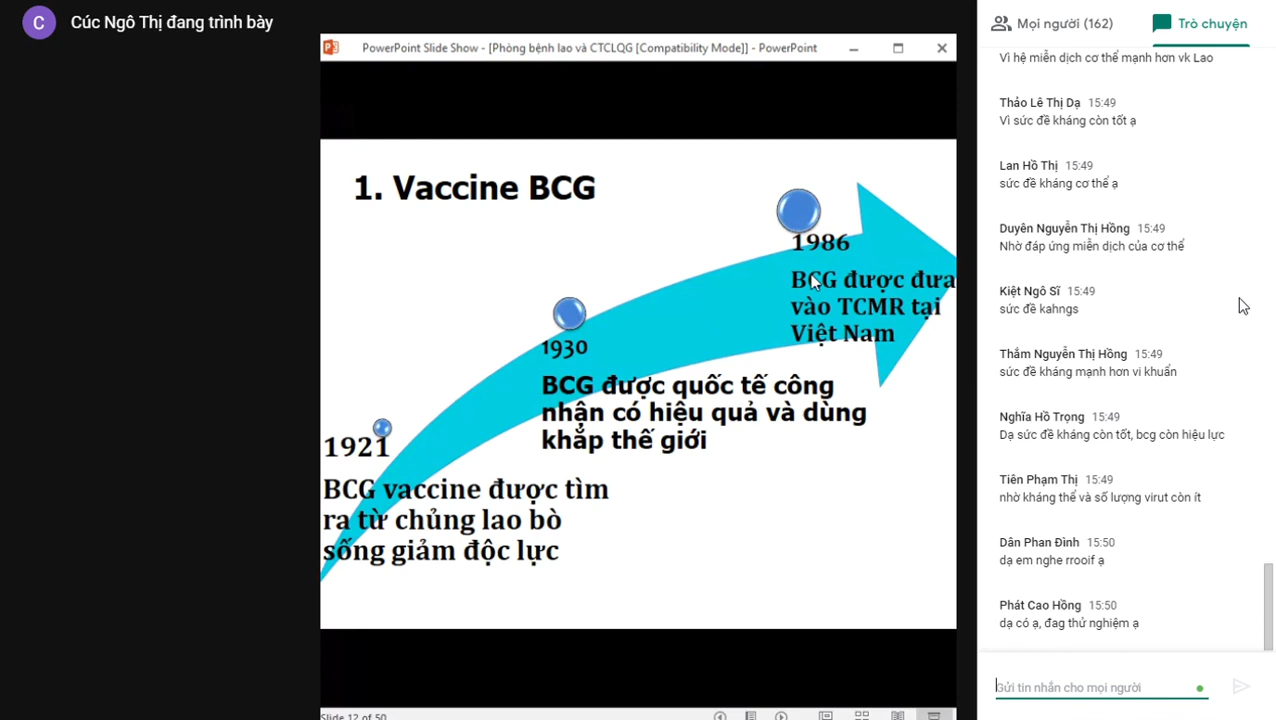 C Cúc Ngô Thị đang trình bày
PowerPoint Slide Show - [Phòng bệnh lao và CTCLQG [Compatibility Mode]] - PowerPoint
1. Vaccine BCG
1986
BCG được đưa
vào TCMR tại
Việt Nam
1930
BCG được quốc tế công
nhận có hiệu quả và dùng
khắp thế giới
1921
BCG vaccine được tìm
ra từ chủng lao bò
sống giảm độc lực
Slide 12 of 50
Mọi người (162)
Trò chuyện
Vì hệ miễn dịch cơ thể mạnh hơn vk Lao
Thảo Lê Thị Dạ 15:49
Vì sức đề kháng còn tốt ạ
Lan Hồ Thị 15:49
sức đề kháng cơ thể ạ
Duyên Nguyễn Thị Hồng 15:49
Nhờ đáp ứng miễn dịch của cơ thể
Kiệt Ngô Sĩ 15:49
sức đề kahngs
Thắm Nguyễn Thị Hồng 15:49
sức đề kháng mạnh hơn vi khuẩn
Nghĩa Hồ Trọng 15:49
Dạ sức đề kháng còn tốt, bcg còn hiệu lực
Tiên Phạm Thị 15:49
nhờ kháng thể và số lượng virut còn ít
Dân Phan Đình 15:50
dạ em nghe rrooif ạ
Phát Cao Hồng 15:50
dạ có ạ, đag thử nghiệm ạ
Gửi tin nhắn cho mọi người